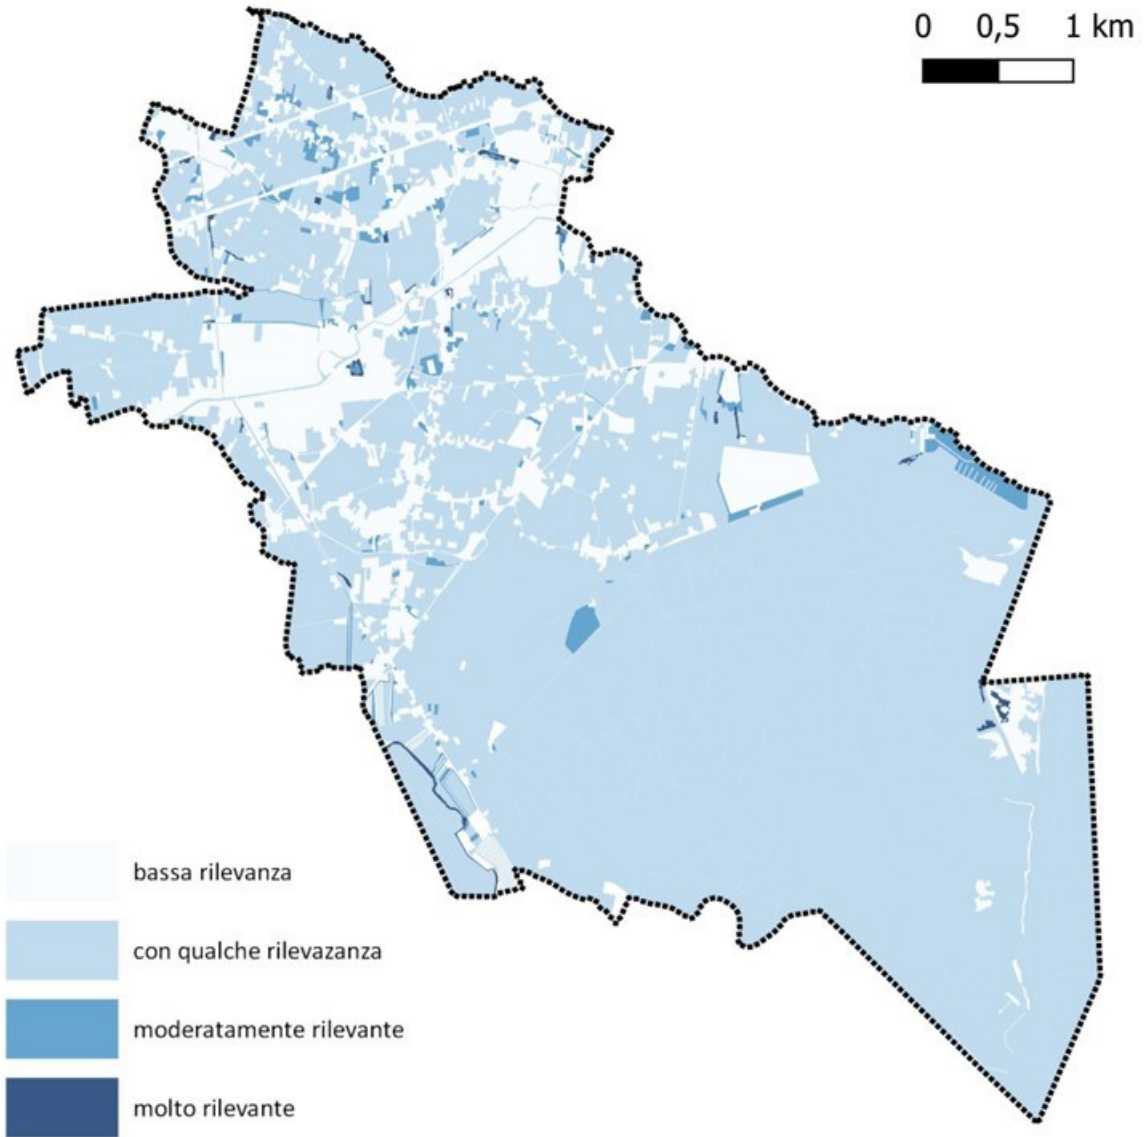 0 0,5 1 km
bassa rilevanza
con qualche rilevazanza
moderatamente rilevante
molto rilevante